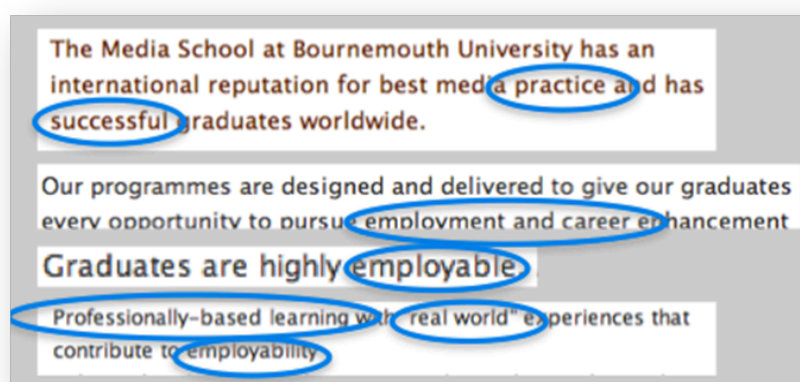 The Media School at Bournemouth University has an
international reputation for best media practice and has
successful graduates worldwide.
Our programmes are designed and delivered to give our graduates
every opportunity to pursue employment and career enhancement
Graduates are highly employable.
Professionally-based learning with "real world" experiences that
contribute to employability